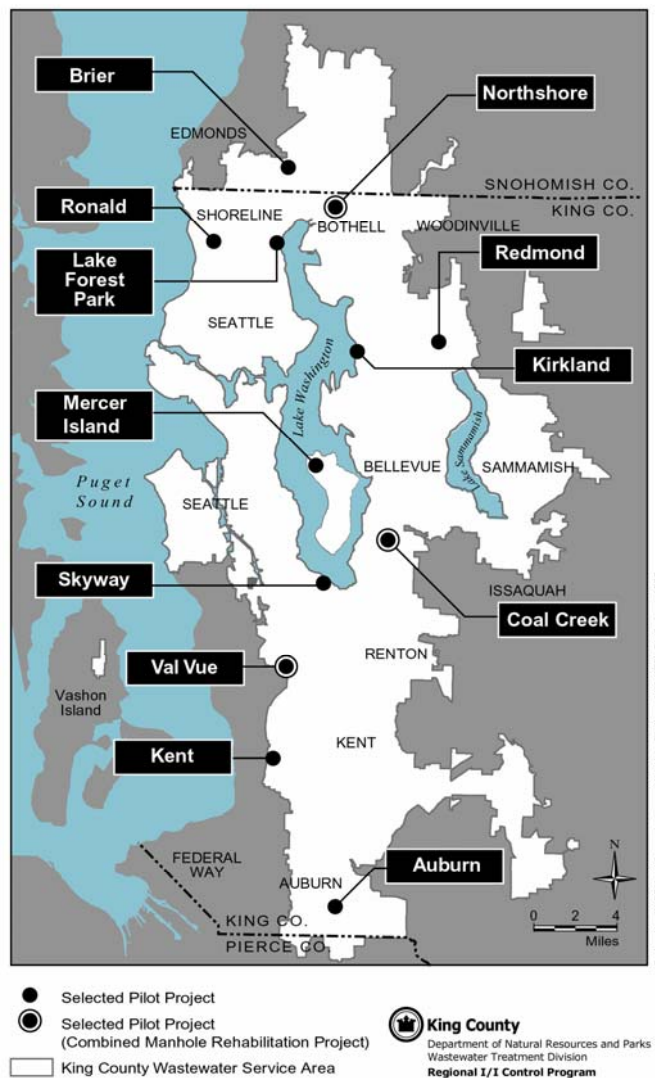 Brier
Northshore
EDMONDS
SNOHOMISH CO.
KING CO.
Ronald
SHORELINE
BOTHELL
WOODINVILLE
Lake
Forest
Park
Redmond
SEATTLE
Kirkland
Lake Washington
Mercer
Island
BELLEVUE
Lake Sammamish
SAMMAMISH
Puget
Sound
SEATTLE
Skyway
ISSAQUAH
Coal Creek
Val Vue
RENTON
Vashon
Island
KENT
Kent
FEDERAL
WAY
Auburn
AUBURN
N
KING CO.
PIERCE CO.
0 2 4
Miles
Selected Pilot Project
Selected Pilot Project
(Combined Manhole Rehabilitation Project)
King County Wastewater Service Area
King County
Department of Natural Resources and Parks
Wastewater Treatment Division
Regional I/I Control Program